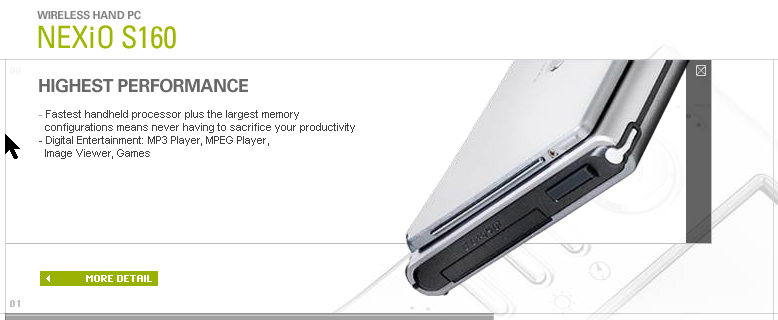 WIRELESS HAND PC
NEXiO S160
HIGHEST PERFORMANCE
- Fastest handheld processor plus the largest memory
configurations means never having to sacrifice your productivity
- Digital Entertainment: MP3 Player, MPEG Player,
Image Viewer, Games
MORE DETAIL
01